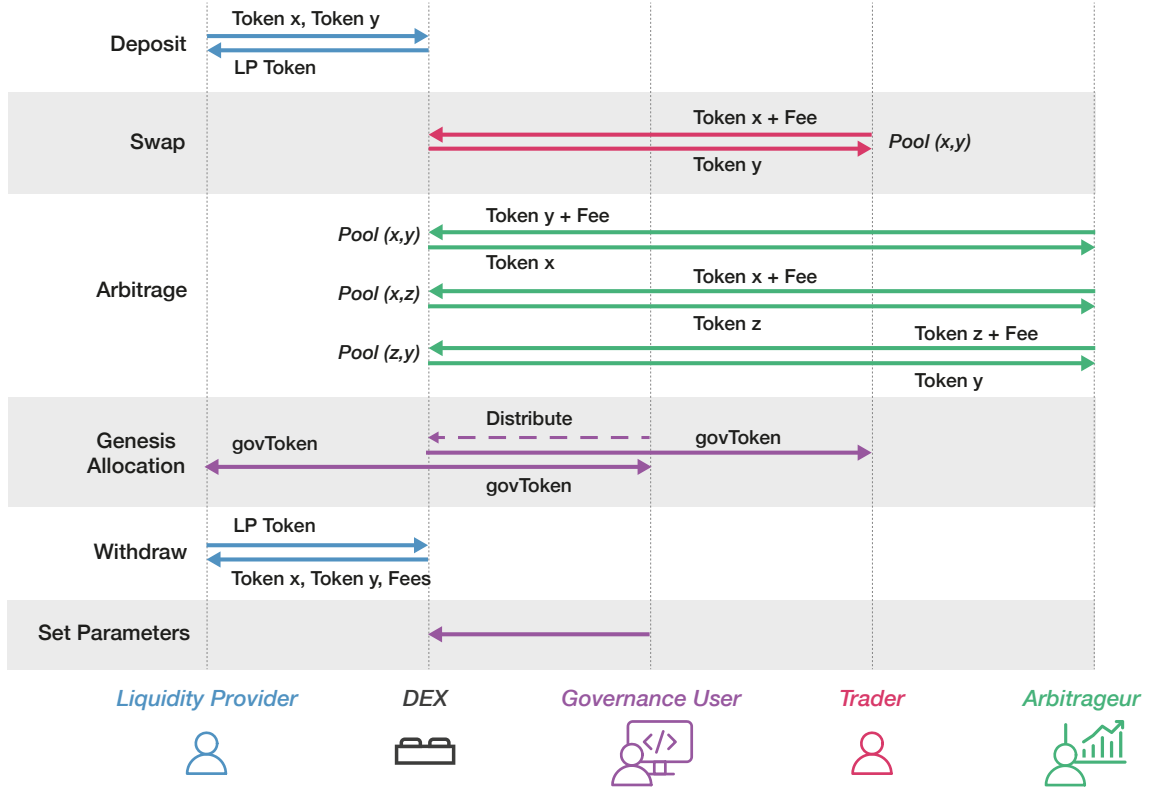 Token x, Token y
Deposit
LP Token
Token x + Fee
Swap
Pool (x,y)
Token y
Token y + Fee
Pool (x,y)
Token x
Token x + Fee
Arbitrage
Pool (x,z)
Token z
Token z + Fee
Pool (z,y)
Token y
Distribute
Genesis
Allocation
govToken
govToken
govToken
LP Token
Withdraw
Token x, Token y, Fees
Set Parameters
Liquidity Provider
DEX
Governance User
Trader
Arbitrageur
</>